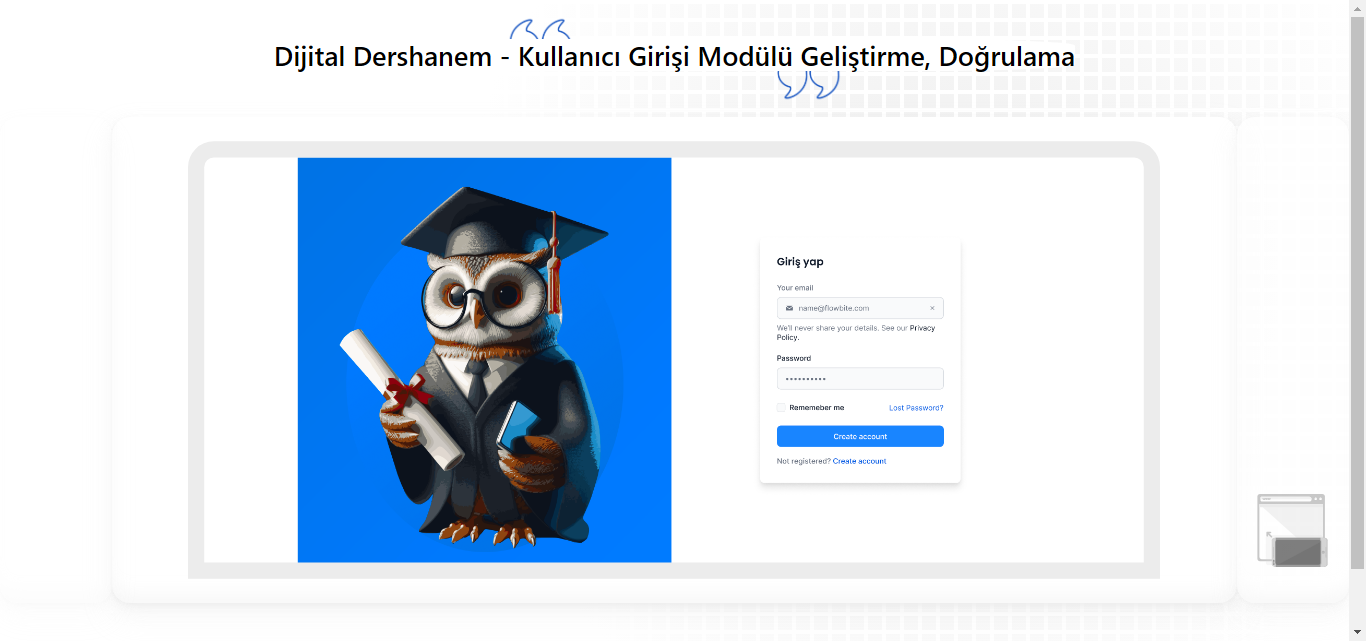 Dijital Dershanem - Kullanıcı Girişi Modülü Geliştirme, Doğrulama
Giriş yap
Your email
name@flowbite.com
We'll never share your details. See our Privacy
Policy.
Password
••••••••••
Rememeber me
Lost Password?
Create account
Not registered? Create account